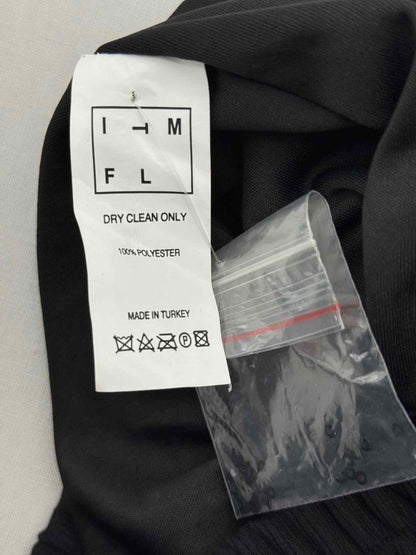 I T M
F L
DRY CLEAN ONLY
100% POLYESTER
MADE IN TURKEY
P